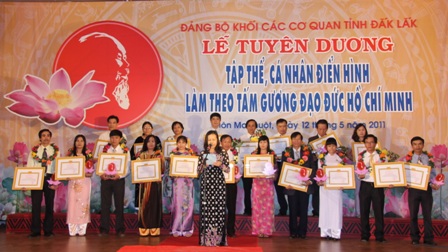 ĐẢNG BỘ KHỐI CÁC CƠ QUAN TỈNH ĐẮK LẮK
LỄ TUYÊN DƯƠNG
TẬP THỂ, CÁ NHÂN ĐIỂN HÌNH
LÀM THEO TẤM GƯƠNG ĐẠO ĐỨC HỒ CHÍ MINH
Ma Thuột, ngày 12 tháng 5 năm 2011